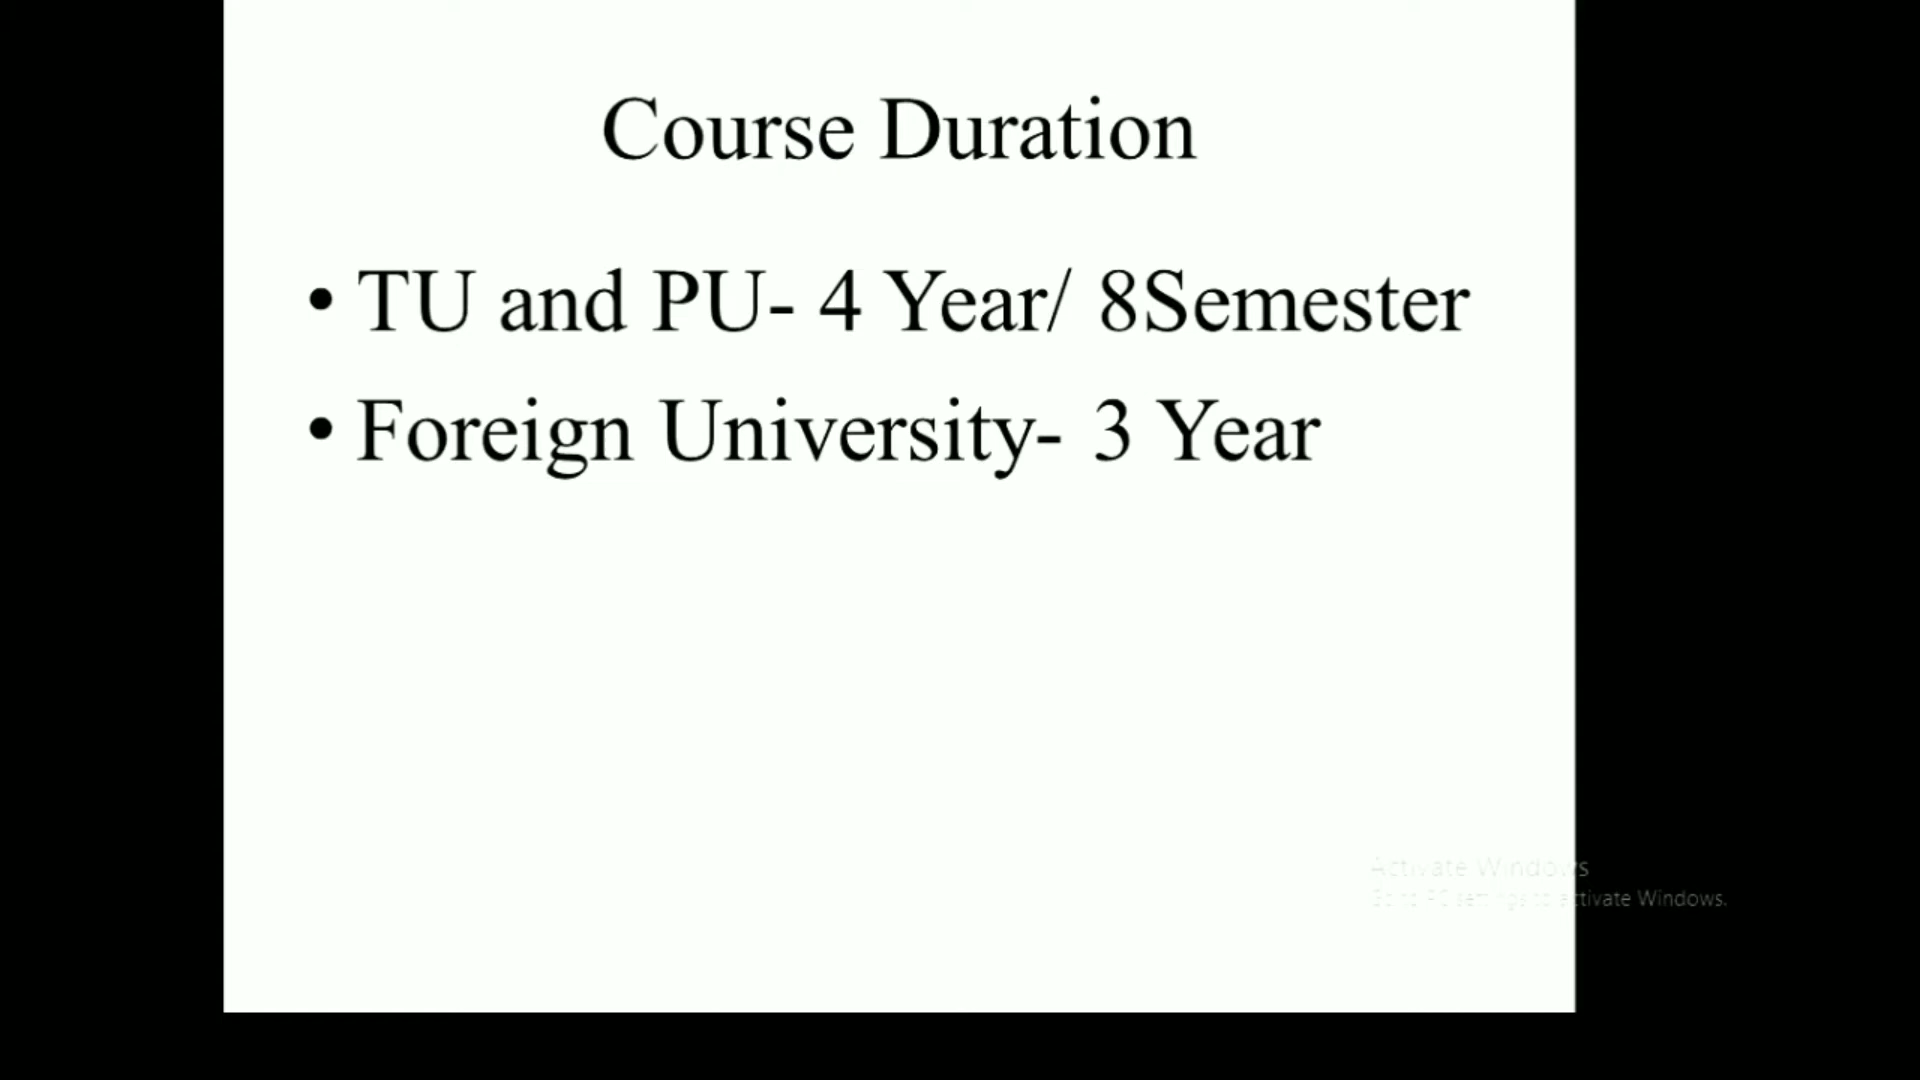 Course Duration
• TU and PU- 4 Year/ 8Semester
• Foreign University- 3 Year
Activate Windows
Go to PC settings to activate Windows.